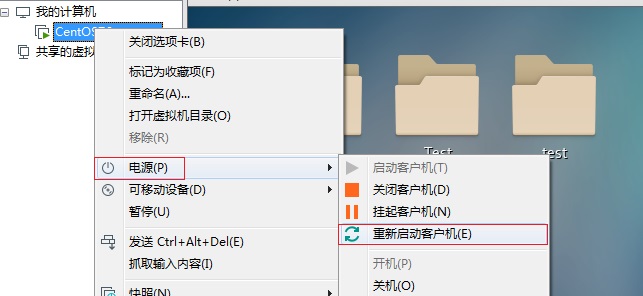 我的计算机
CentOS
共享的虚拟
关闭选项卡(B)
标记为收藏项(F)
重命名(A)...
打开虚拟机目录(O)
移除(R)
电源(P)
可移动设备(D)
暂停(U)
发送 Ctrl+Alt+Del(E)
抓取输入内容(I)
快照(N)
Test
test
启动客户机(T)
关闭客户机(D)
挂起客户机(N)
重新启动客户机(E)
开机(P)
关机(O)